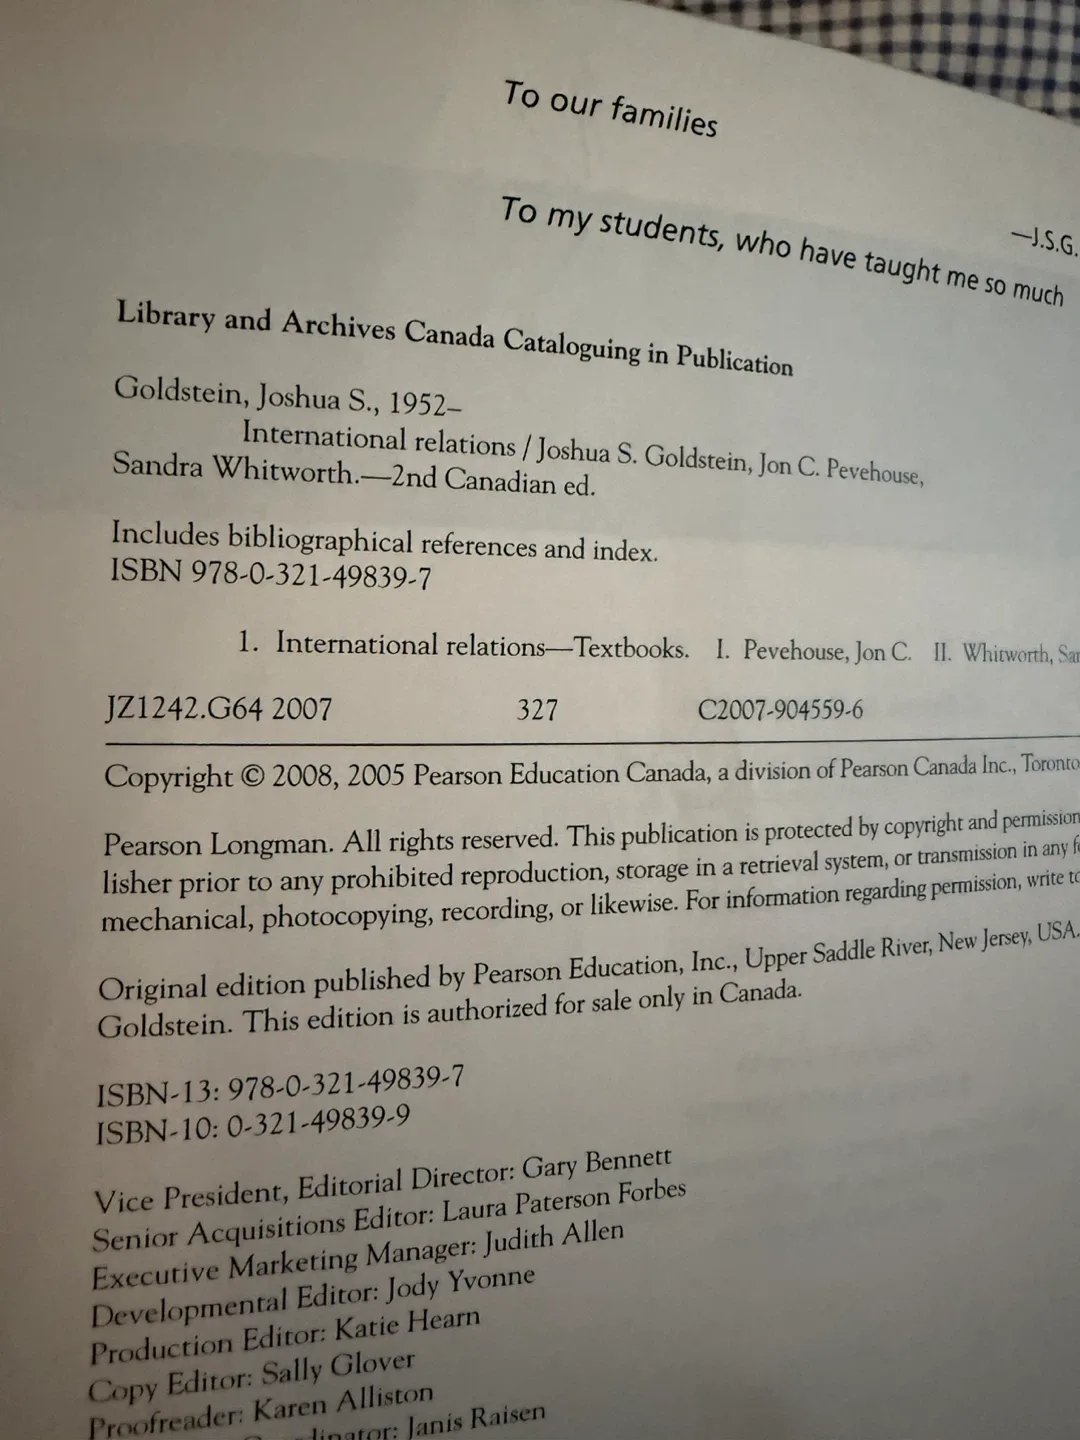 To our families
—J.S.G.
To my students, who have taught me so much
Library and Archives Canada Cataloguing in Publication
Goldstein, Joshua S., 1952–
International relations / Joshua S. Goldstein, Jon C. Pevehouse,
Sandra Whitworth.—2nd Canadian ed.
Includes bibliographical references and index.
ISBN 978-0-321-49839-7
1. International relations—Textbooks. I. Pevehouse, Jon C. II. Whitworth, San
JZ1242.G64 2007 327 C2007-904559-6
Copyright © 2008, 2005 Pearson Education Canada, a division of Pearson Canada Inc., Toronto
Pearson Longman. All rights reserved. This publication is protected by copyright and permission
lisher prior to any prohibited reproduction, storage in a retrieval system, or transmission in any
mechanical, photocopying, recording, or likewise. For information regarding permission, write to
Original edition published by Pearson Education, Inc., Upper Saddle River, New Jersey, USA.
Goldstein. This edition is authorized for sale only in Canada.
ISBN-13: 978-0-321-49839-7
ISBN-10: 0-321-49839-9
Vice President, Editorial Director: Gary Bennett
Senior Acquisitions Editor: Laura Paterson Forbes
Executive Marketing Manager: Judith Allen
Developmental Editor: Jody Yvonne
Production Editor: Katie Hearn
Copy Editor: Sally Glover
Proofreader: Karen Alliston
Janis Raisen